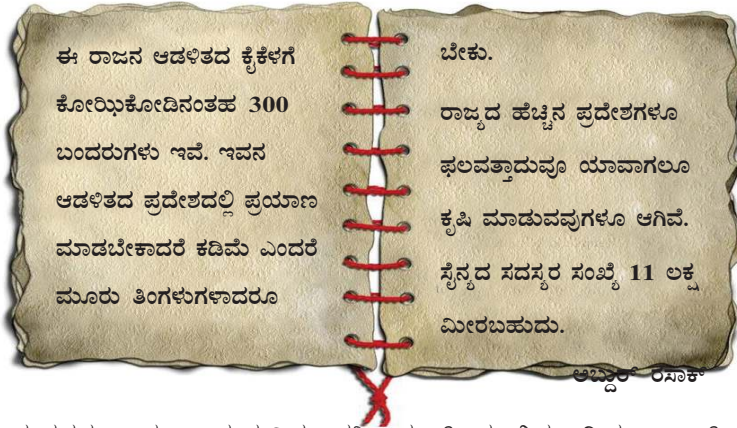 ಈ ರಾಜನ ಆಡಳಿತದ ಕೈಕೆಳಗೆ
ಕೋಝಿಕೋಡಿನಂತಹ 300
ಬಂದರುಗಳು ಇವೆ. ಇವನ
ಆಡಳಿತದ ಪ್ರದೇಶದಲ್ಲಿ ಪ್ರಯಾಣ
ಮಾಡಬೇಕಾದರೆ ಕಡಿಮೆ ಎಂದರೆ
ಮೂರು ತಿಂಗಳುಗಳಾದರೂ
ಬೇಕು.
ರಾಜ್ಯದ ಹೆಚ್ಚಿನ ಪ್ರದೇಶಗಳೂ
ಫಲವತ್ತಾದುವೂ ಯಾವಾಗಲೂ
ಕೃಷಿ ಮಾಡುವವುಗಳೂ ಆಗಿವೆ.
ಸೈನ್ಯದ ಸದಸ್ಯರ ಸಂಖ್ಯೆ 11 ಲಕ್ಷ
ಮೀರಬಹುದು.
ಅಬ್ದುರ್ ರಸಾಕ್